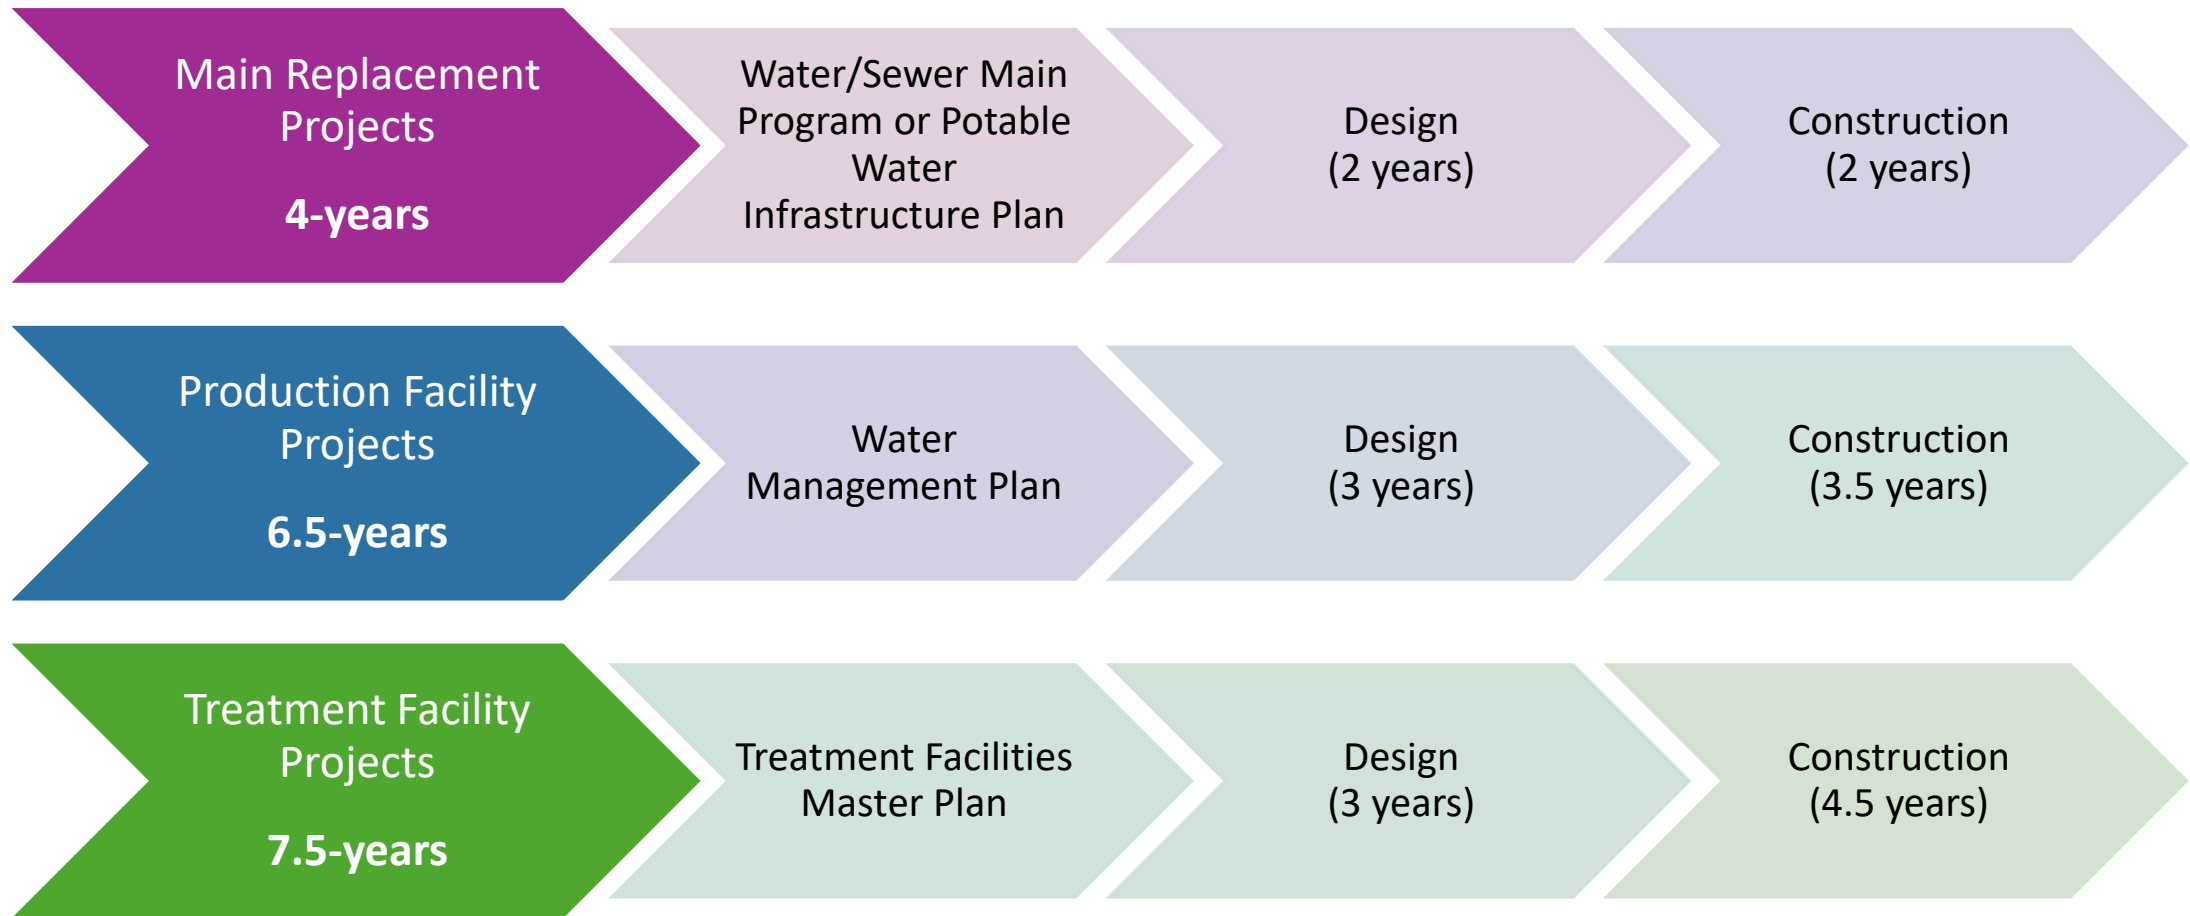 Main Replacement
Projects
4-years
Water/Sewer Main
Program or Potable
Water
Infrastructure Plan
Design
(2 years)
Construction
(2 years)
Production Facility
Projects
6.5-years
Water
Management Plan
Design
(3 years)
Construction
(3.5 years)
Treatment Facility
Projects
7.5-years
Treatment Facilities
Master Plan
Design
(3 years)
Construction
(4.5 years)